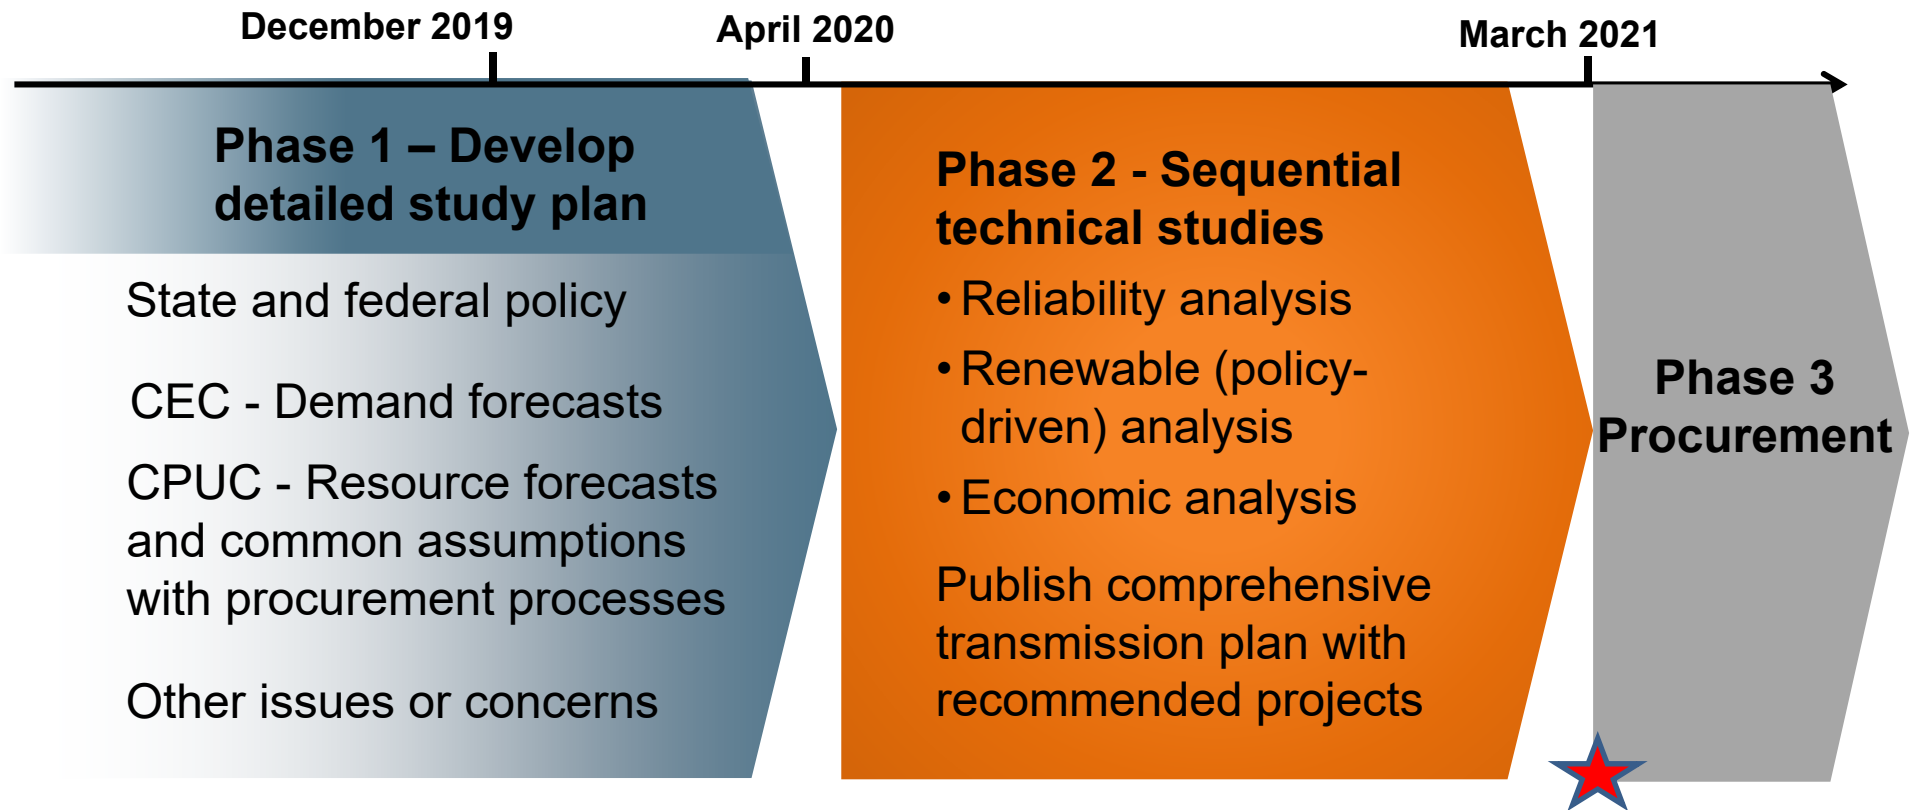 December 2019
April 2020
March 2021
Phase 1 – Develop
detailed study plan
State and federal policy
CEC - Demand forecasts
CPUC - Resource forecasts
and common assumptions
with procurement processes
Other issues or concerns
Phase 2 - Sequential
technical studies
• Reliability analysis
• Renewable (policy-
driven) analysis
• Economic analysis
Publish comprehensive
transmission plan with
recommended projects
Phase 3
Procurement